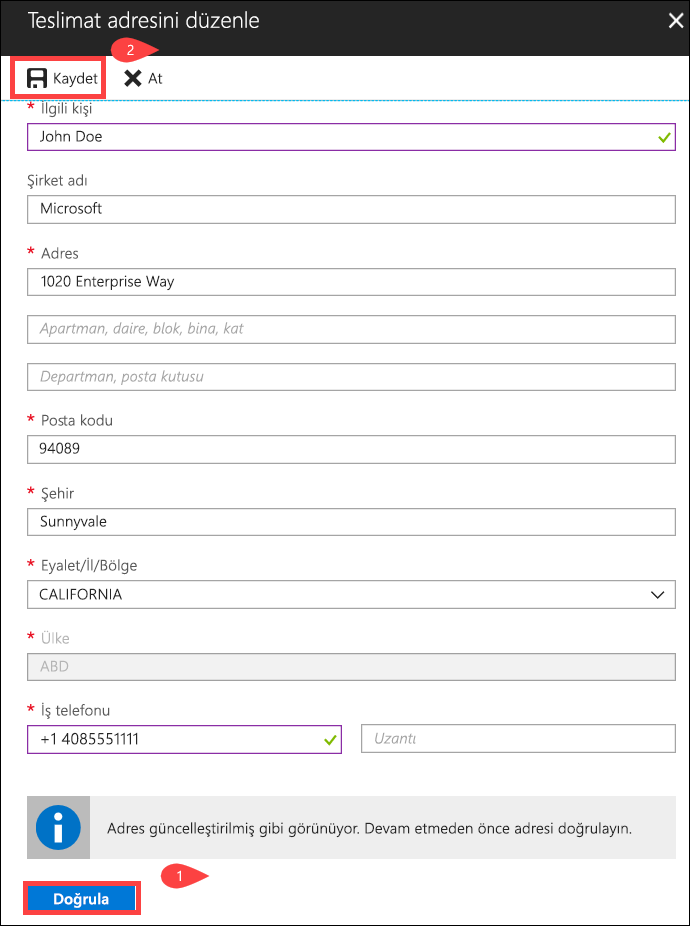 Teslimat adresini düzenle
2
Kaydet At
* İlgili kişi
John Doe
Şirket adı
Microsoft
* Adres
1020 Enterprise Way
Apartman, daire, blok, bina, kat
Departman, posta kutusu
* Posta kodu
94089
* Şehir
Sunnyvale
* Eyalet/İl/Bölge
CALIFORNIA
* Ülke
ABD
* İş telefonu
+1 4085551111 Uzantı
Adres güncelleştirilmiş gibi görünüyor. Devam etmeden önce adresi doğrulayın.
1
Doğrula